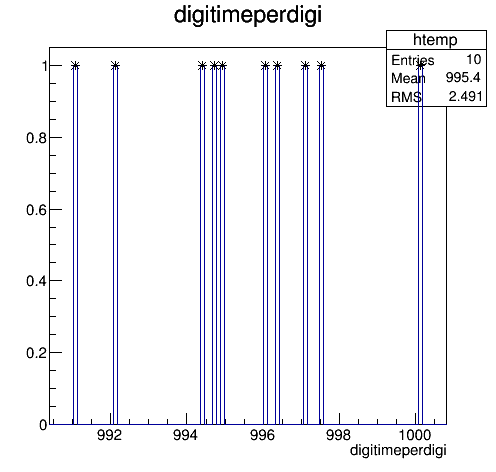 digitimeperdigi
htemp
Entries 10
Mean 995.4
RMS 2.491
1
0.8
0.6
0.4
0.2
0
992 994 996 998 1000
digitimeperdigi